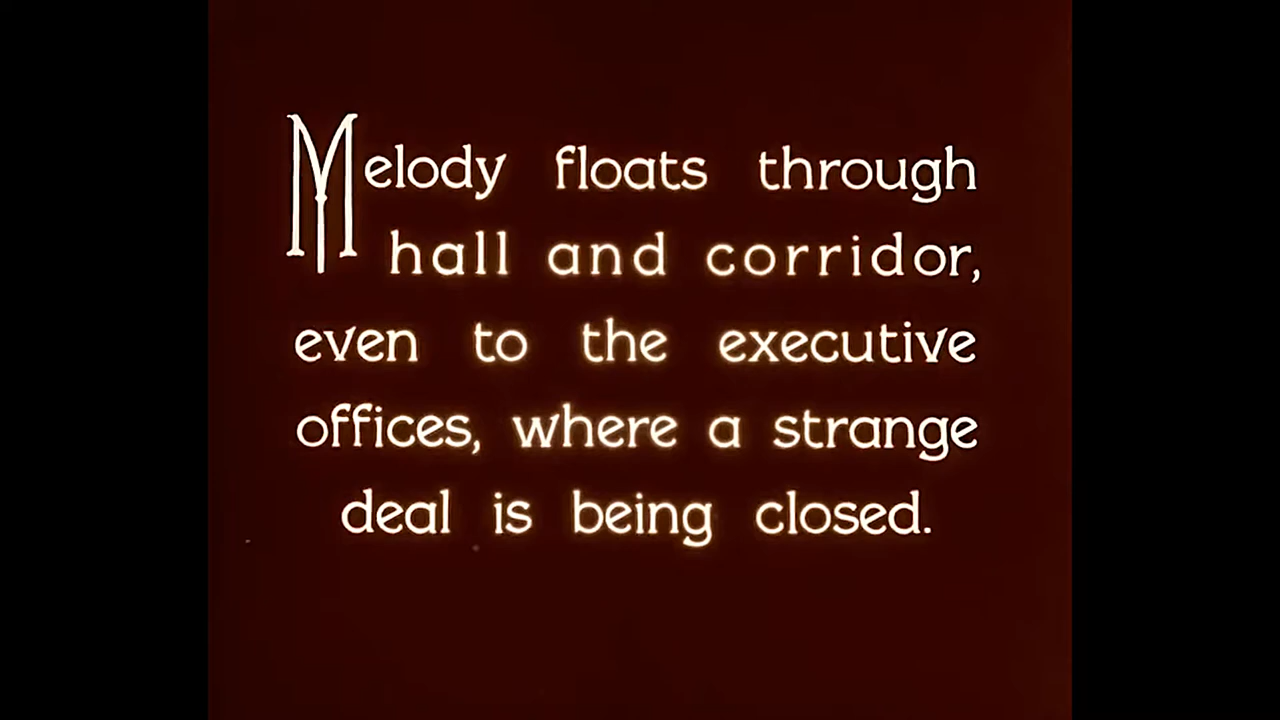 Melody floats through
hall and corridor,
even to the executive
offices, where a strange
deal is being closed.